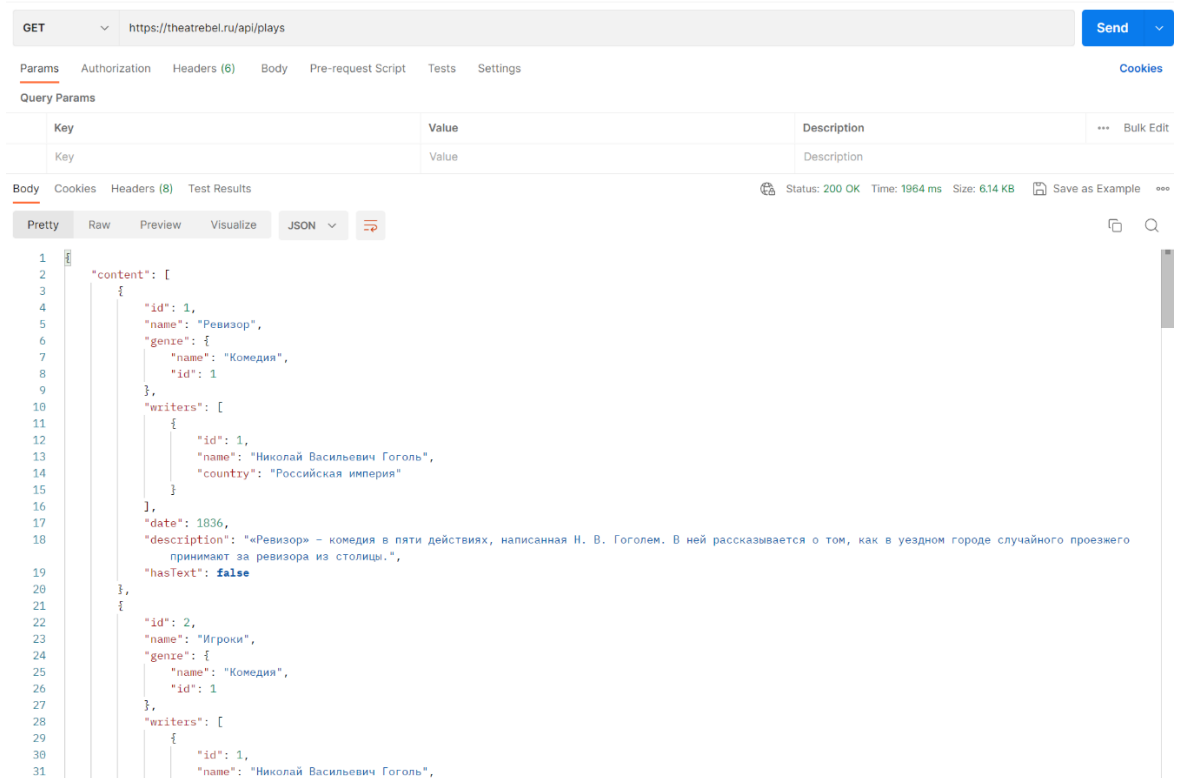 GET https://theatrebel.ru/api/plays Send
Params Authorization Headers (6) Body Pre-request Script Tests Settings Cookies
Query Params
Key Value Description ••• Bulk Edit
Key Value Description
Body Cookies Headers (8) Test Results Status: 200 OK Time: 1964 ms Size: 6.14 KB Save as Example
Pretty Raw Preview Visualize JSON
1 {
2 "content": [
3 {
4 "id": 1,
5 "name": "Ревизор",
6 "genre": {
7 "name": "Комедия",
8 "id": 1
9 },
10 "writers": [
11 {
12 "id": 1,
13 "name": "Николай Васильевич Гоголь",
14 "country": "Российская империя"
15 }
16 ],
17 "date": 1836,
18 "description": "«Ревизор» – комедия в пяти действиях, написанная Н. В. Гоголем. В ней рассказывается о том, как в уездном городе случайного проезжего
принимают за ревизора из столицы.",
19 "hasText": false
20 },
21 {
22 "id": 2,
23 "name": "Игроки",
24 "genre": {
25 "name": "Комедия",
26 "id": 1
27 },
28 "writers": [
29 {
30 "id": 1,
31 "name": "Николай Васильевич Гоголь",